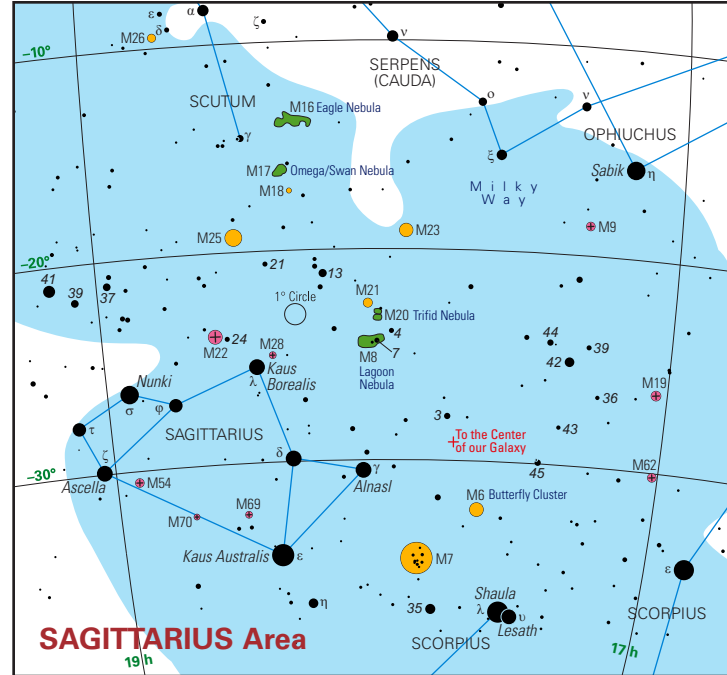 ε
α
ζ
δ
M26
ν
–10°
SERPENS
(CAUDA)
SCUTUM
ο
ν
M16 Eagle Nebula
γ
OPHIUCHUS
ξ
M17
Omega/Swan Nebula
Sabik
η
M18
Milky
Way
M25
M23
M9
–20°
21
13
41
39
37
1° Circle
M21
M20 Trifid Nebula
4
44
24
M22
M28
M8
7
39
42
Lagoon
Nebula
Kaus
Borealis
λ
Nunki
M19
σ
φ
36
3
τ
SAGITTARIUS
To the Center
of our Galaxy
43
ζ
δ
γ
–30°
45
M62
Ascella
M54
Alnasl
M6 Butterfly Cluster
M69
M70
Kaus Australis
ε
M7
ε
Shaula
η
35
λ
υ
Lesath
SCORPIUS
SAGITTARIUS Area
SCORPIUS
19 h
17 h